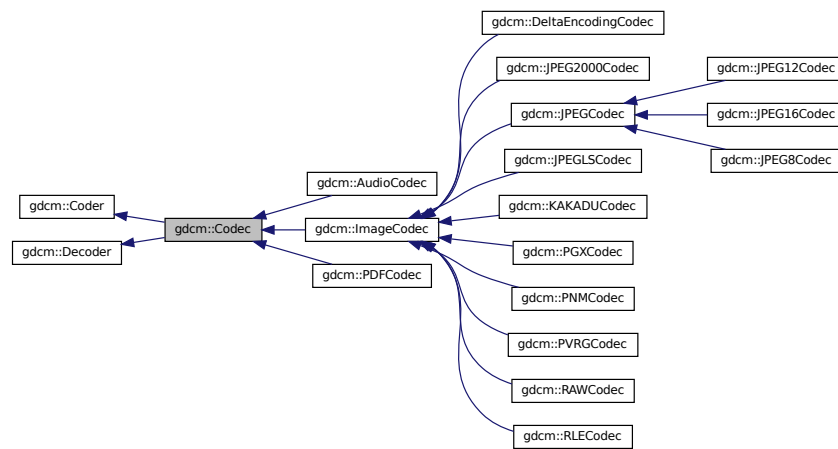 gdcm::DeltaEncodingCodec
gdcm::JPEG2000Codec
gdcm::JPEG12Codec
gdcm::JPEGCodec
gdcm::JPEG16Codec
gdcm::JPEGLSCodec
gdcm::JPEG8Codec
gdcm::AudioCodec
gdcm::Coder
gdcm::KAKADUCodec
gdcm::Codec
gdcm::ImageCodec
gdcm::Decoder
gdcm::PGXCodec
gdcm::PDFCodec
gdcm::PNMCodec
gdcm::PVRGCodec
gdcm::RAWCodec
gdcm::RLECodec